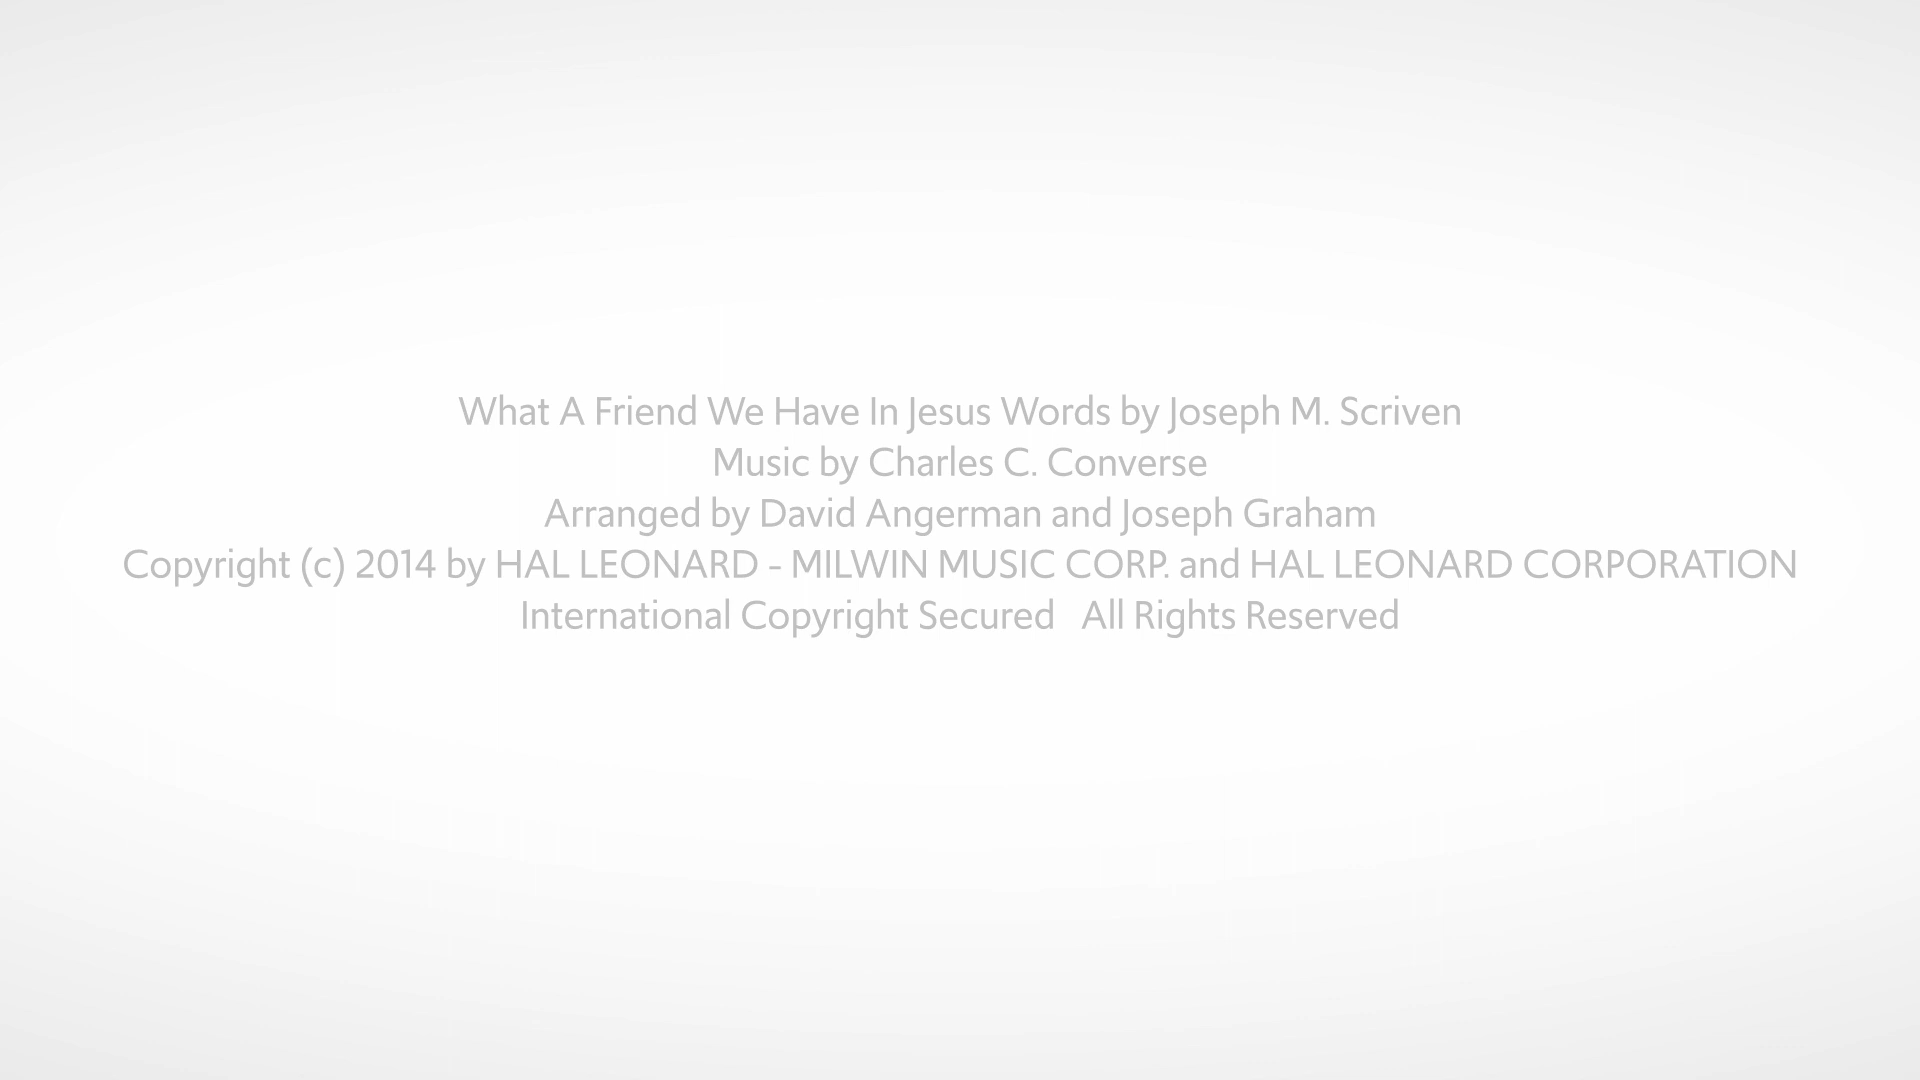 What A Friend We Have In Jesus Words by Joseph M. Scriven
Music by Charles C. Converse
Arranged by David Angerman and Joseph Graham
Copyright (c) 2014 by HAL LEONARD - MILWIN MUSIC CORP. and HAL LEONARD CORPORATION
International Copyright Secured   All Rights Reserved